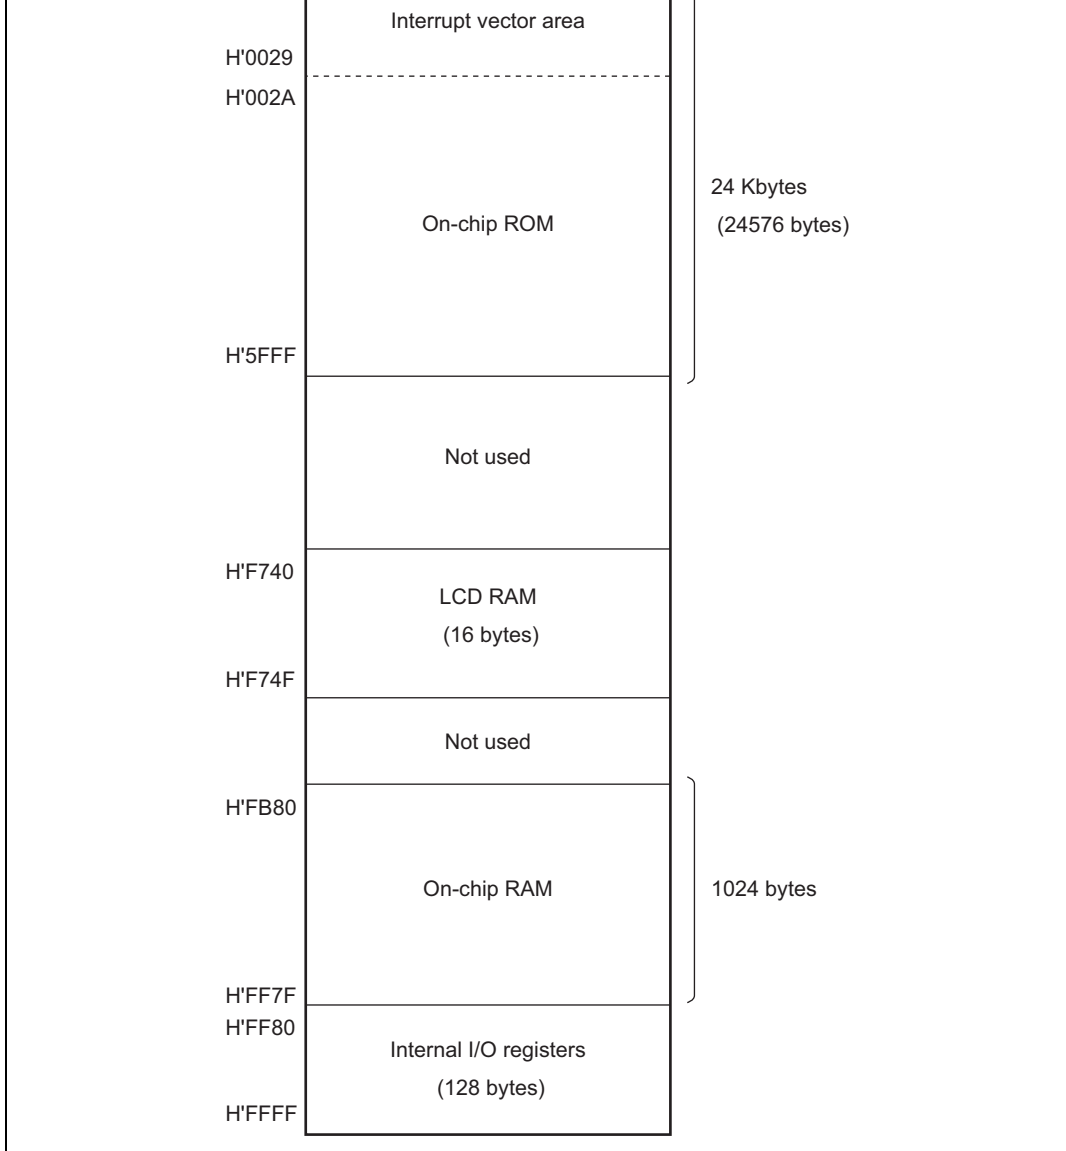 Interrupt vector area
H'0029
H'002A
24 Kbytes
On-chip ROM
(24576 bytes)
H'5FFF
Not used
H'F740
LCD RAM
(16 bytes)
H'F74F
Not used
H'FB80
On-chip RAM
1024 bytes
H'FF7F
H'FF80
Internal I/O registers
(128 bytes)
H'FFFF